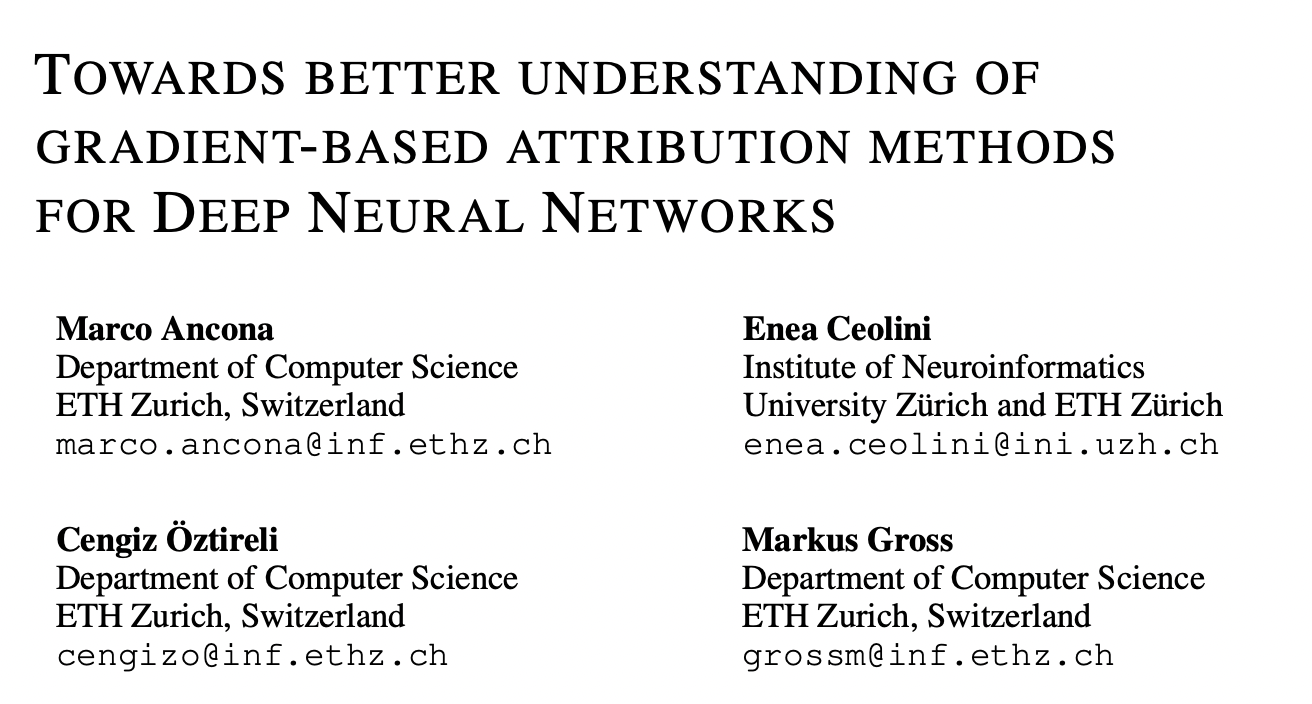 TOWARDS BETTER UNDERSTANDING OF
GRADIENT-BASED ATTRIBUTION METHODS
FOR DEEP NEURAL NETWORKS
Marco Ancona
Department of Computer Science
ETH Zurich, Switzerland
marco.ancona@inf.ethz.ch
Enea Ceolini
Institute of Neuroinformatics
University Zürich and ETH Zürich
enea.ceolini@ini.uzh.ch
Cengiz Öztireli
Department of Computer Science
ETH Zurich, Switzerland
cengizo@inf.ethz.ch
Markus Gross
Department of Computer Science
ETH Zurich, Switzerland
grossm@inf.ethz.ch